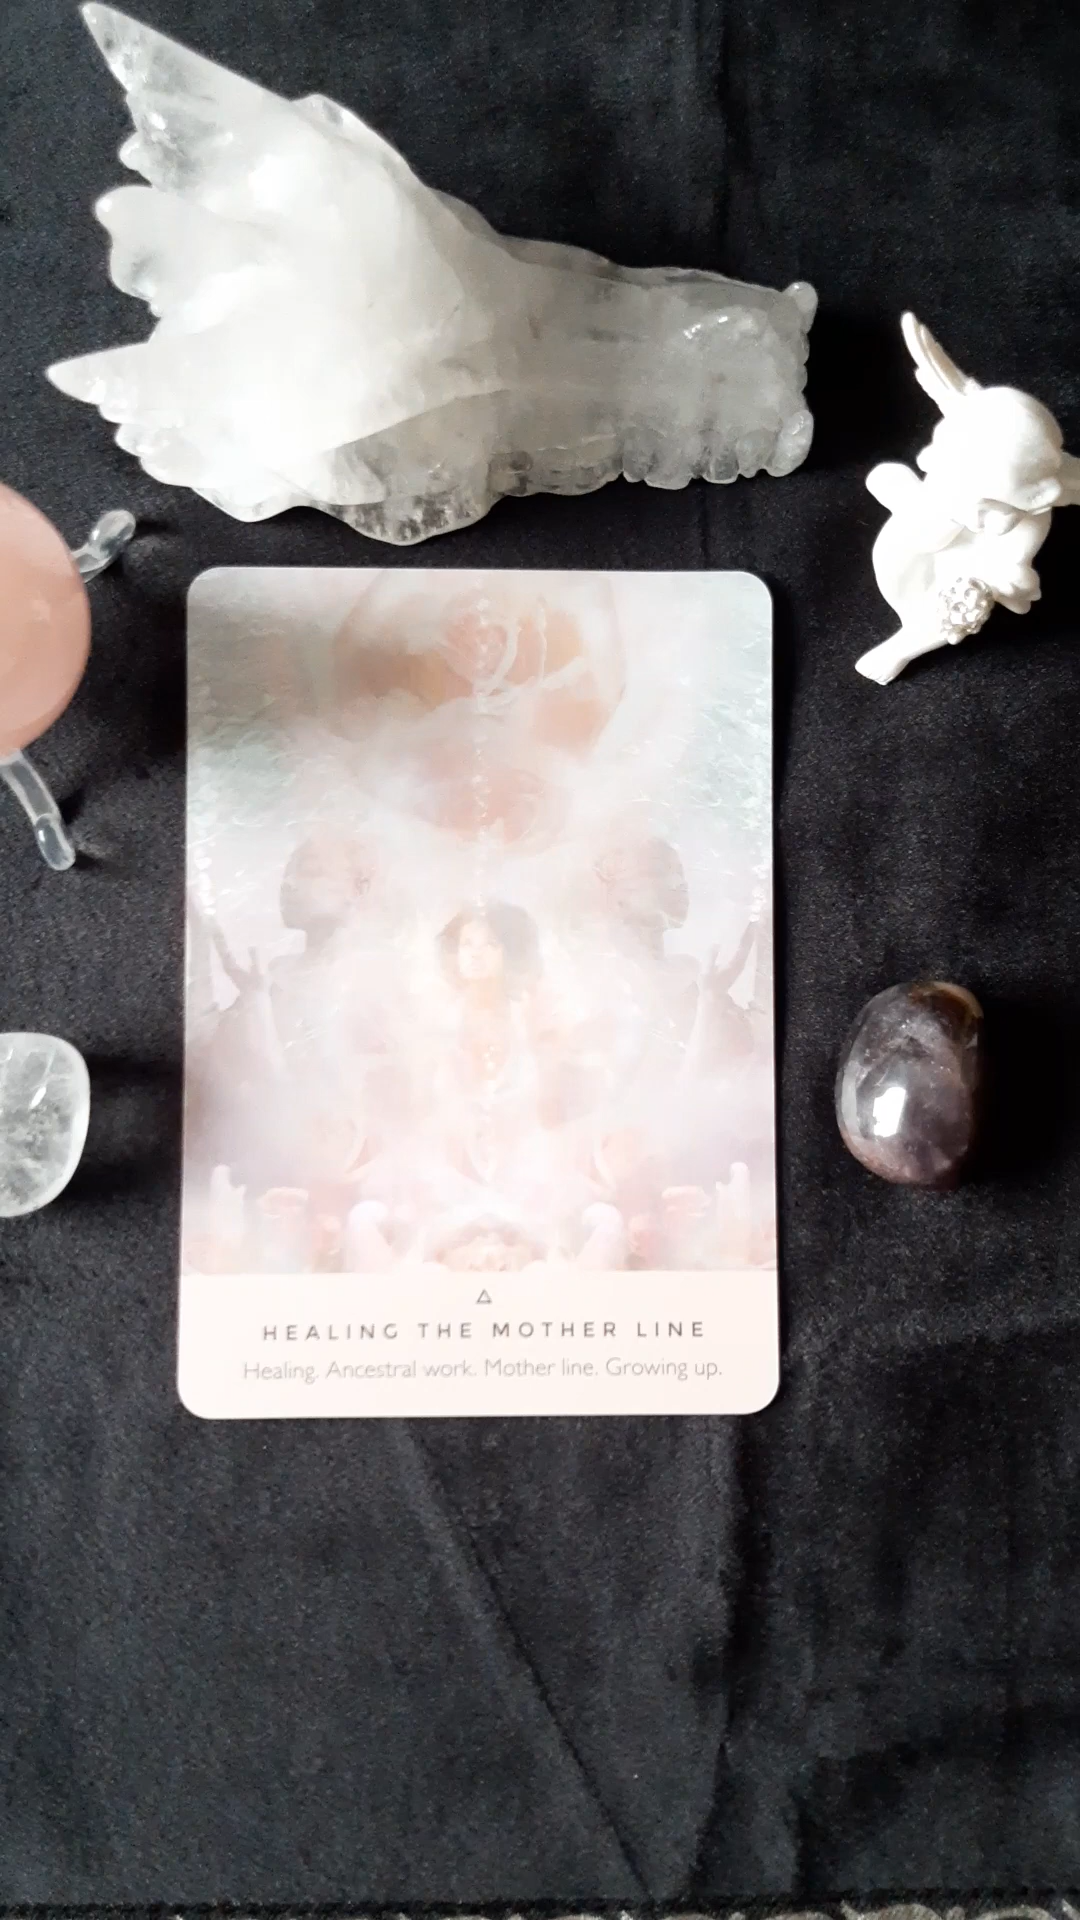 HEALING THE MOTHER LINE
Healing. Ancestral work. Mother line. Growing up.